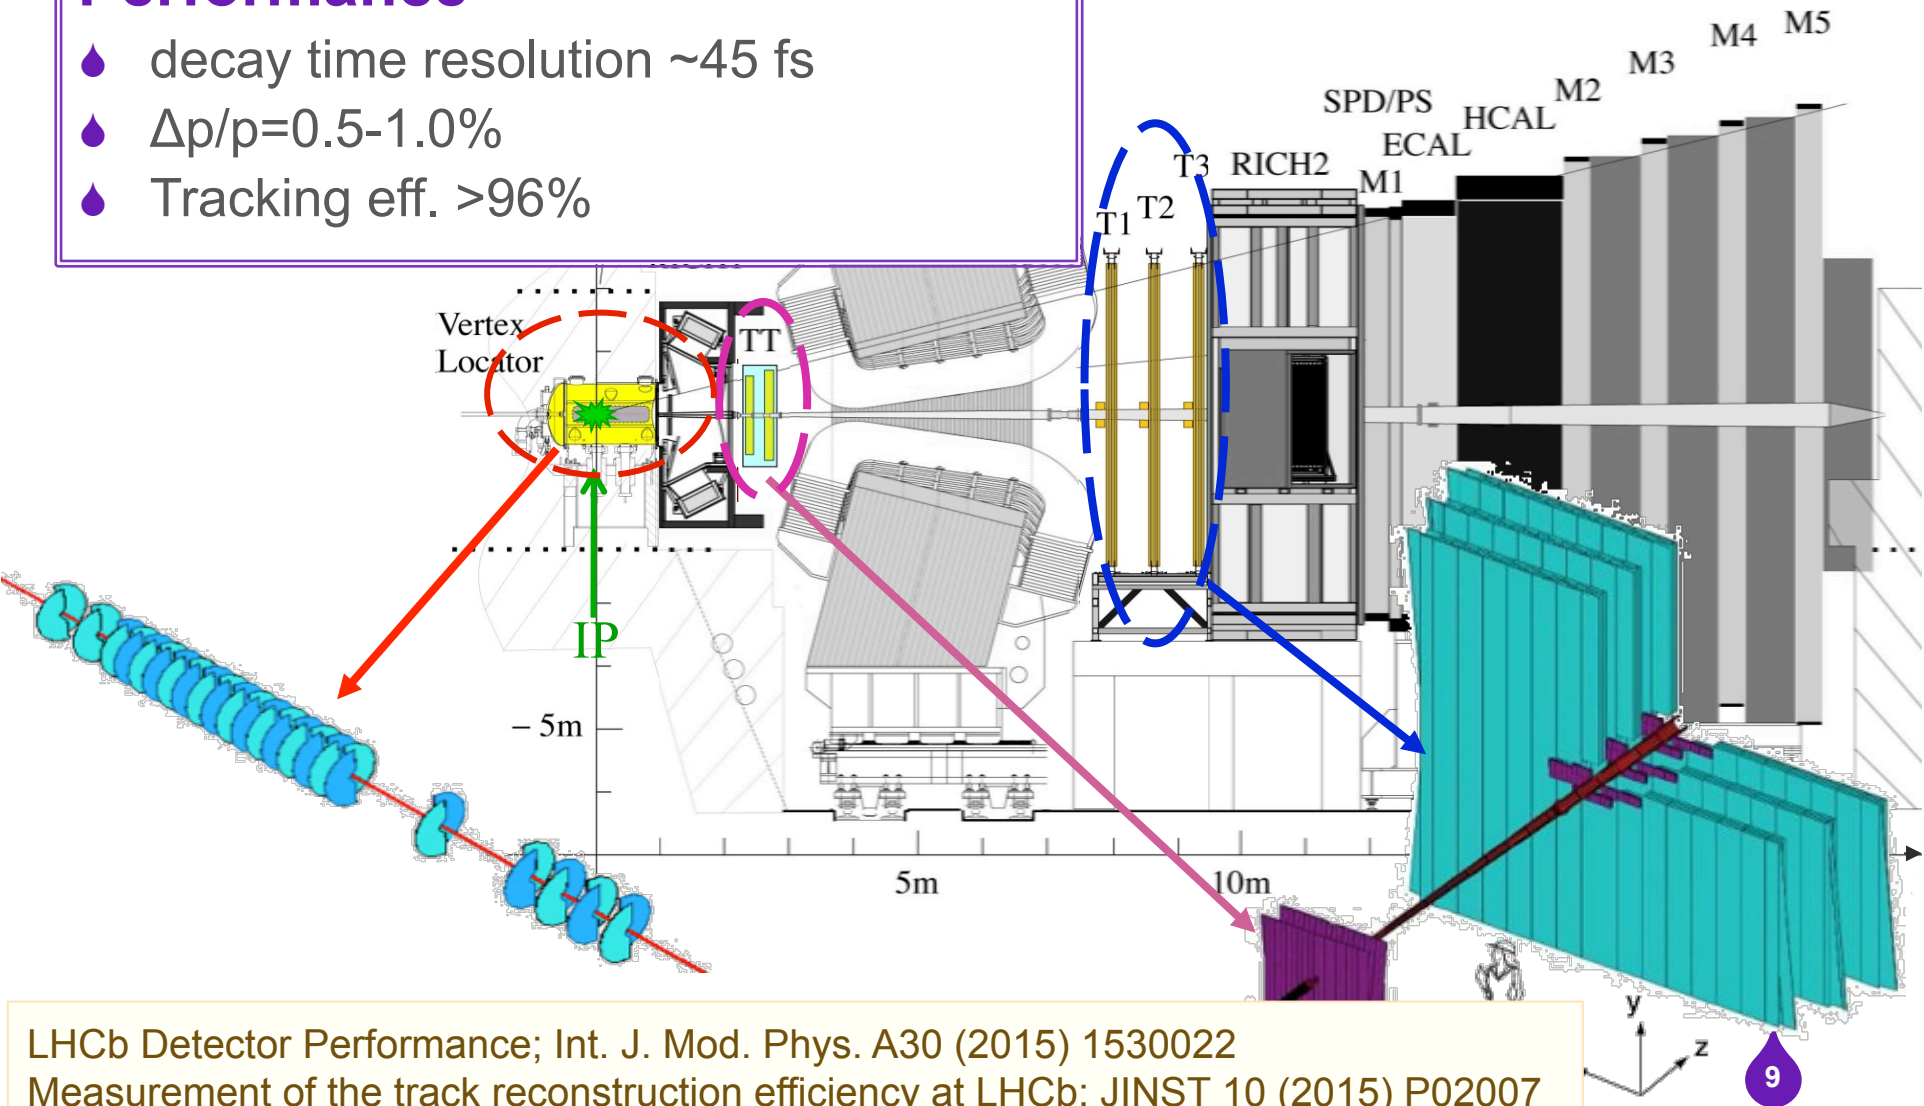 Performance
decay time resolution ~45 fs
Δp/p=0.5-1.0%
Tracking eff. >96%
M5
M4
M3
M2
SPD/PS
HCAL
ECAL
T3
RICH2
M1
T2
T1
Vertex
Locator
TT
IP
– 5m
5m
10m
y
z
9
LHCb Detector Performance; Int. J. Mod. Phys. A30 (2015) 1530022
Measurement of the track reconstruction efficiency at LHCb; JINST 10 (2015) P02007